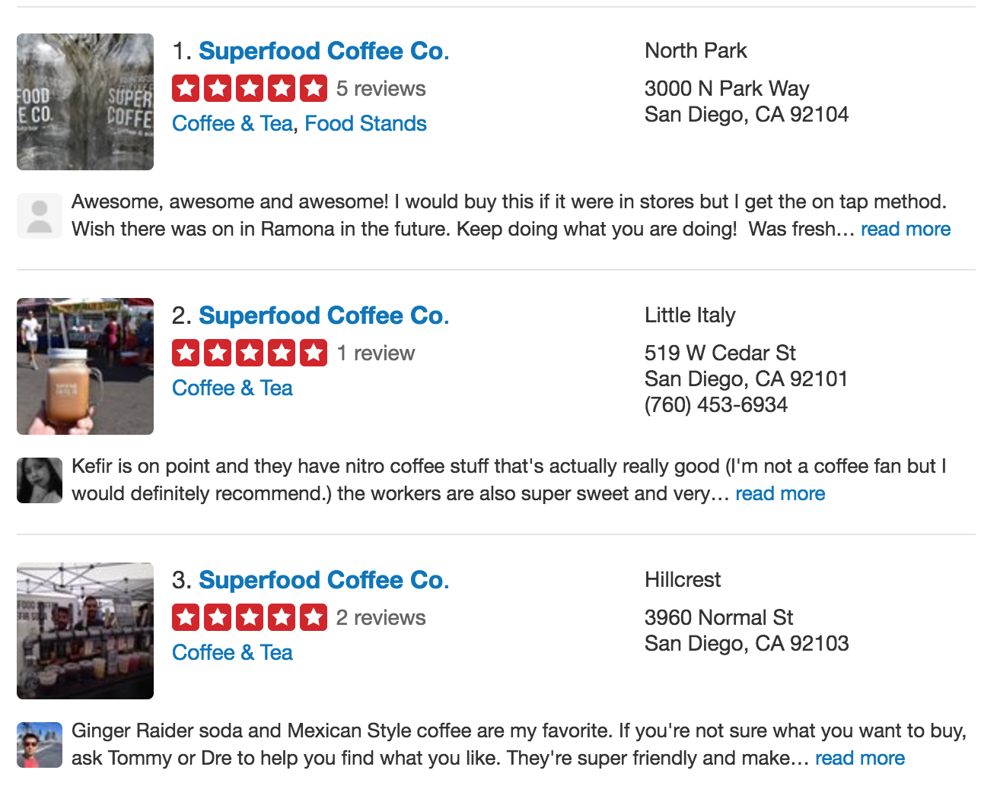 FOOD
E CO.
SUPER
COFFE
1. Superfood Coffee Co.
5 reviews
Coffee & Tea, Food Stands
North Park
3000 N Park Way
San Diego, CA 92104
Awesome, awesome and awesome! I would buy this if it were in stores but I get the on tap method.
Wish there was on in Ramona in the future. Keep doing what you are doing!  Was fresh… read more
2. Superfood Coffee Co.
1 review
Coffee & Tea
Little Italy
519 W Cedar St
San Diego, CA 92101
(760) 453-6934
Kefir is on point and they have nitro coffee stuff that's actually really good (I'm not a coffee fan but I
would definitely recommend.) the workers are also super sweet and very… read more
3. Superfood Coffee Co.
2 reviews
Coffee & Tea
Hillcrest
3960 Normal St
San Diego, CA 92103
Ginger Raider soda and Mexican Style coffee are my favorite. If you're not sure what you want to buy,
ask Tommy or Dre to help you find what you like. They're super friendly and make… read more